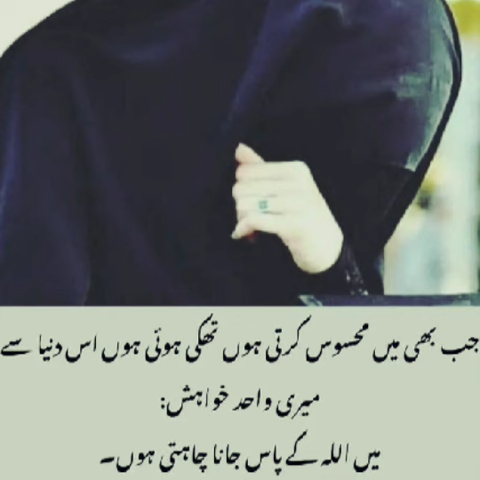 جب بھی میں محسوس کرتی ہوں تھکی ہوئی ہوں اس دنیا سے
میری واحد خواہش:
میں اللہ کے پاس جانا چاہتی ہوں۔